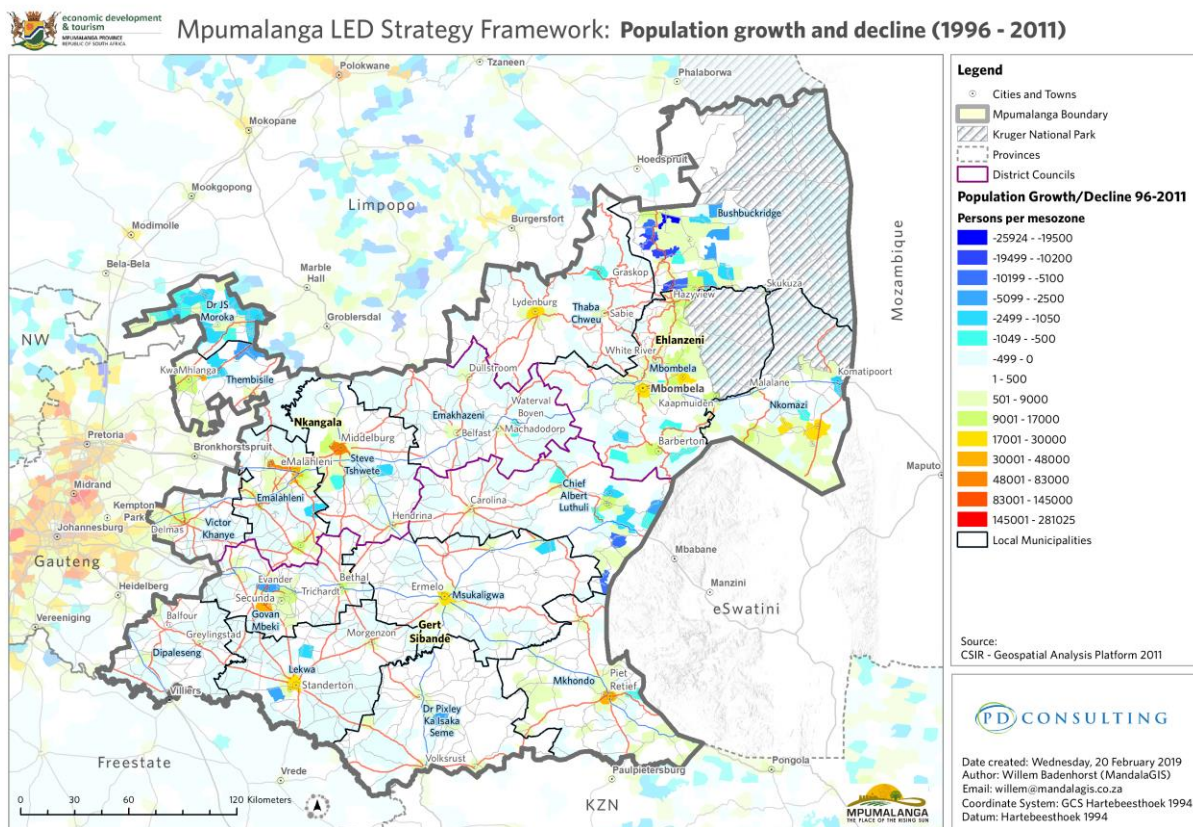 economic development
& tourism
MPUMALANGA PROVINCE
REPUBLIC OF SOUTH AFRICA
Mpumalanga LED Strategy Framework: Population growth and decline (1996 - 2011)
Polokwane
Tzaneen
Phalaborwa
Mokopane
Hoedspruit
Mookgopong
Limpopo
Modimolle
Burgersfort
Bushbuckridge
Mozambique
Bela-Bela
Marble
Hall
Graskop
Skukuza
Dr JS
Moroka
Lydenburg
Thaba
Chweu
Hazyview
Sabie
Groblersdal
NW
Ehlanzeni
White River
KwaMhlanga
Thembisile
Dullstroom
Mbombela
Komatipoort
Mbombela
Malalane
Kaapmuiden
Nkomazi
Waterval
Boven
Emakhazeni
Nkangala
Belfast
Machadodorp
Middelburg
Barberton
Pretoria
Bronkhorstspruit
eMalahleni
Steve
Tshwete
Maputo
Midrand
Kempton
Park
Emalahleni
Chief
Albert
Luthuli
Carolina
Johannesburg
Delmas
Victor
Khanye
Hendrina
Gauteng
Mbabane
Heidelberg
Evander
Bethal
Trichardt
Ermelo
Msukaligwa
Manzini
eSwatini
Secunda
Vereeniging
Balfour
Govan
Mbeki
Gert
Sibande
Greylingstad
Morgenzon
Dipaleseng
Lekwa
Standerton
Mkhondo
Piet
Retief
Villiers
Dr Pixley
Ka Isaka
Seme
Volksrust
Freestate
Vrede
Paulpietersburg
Pongola
KZN
0 20 40 80 120 Kilometers
MPUMALANGA
THE PLACE OF THE RISING SUN
Legend
Cities and Towns
Mpumalanga Boundary
Kruger National Park
Provinces
District Councils
Population Growth/Decline 96-2011
Persons per mesozone
-25924 - -19500
-19499 - -10200
-10199 - -5100
-5099 - -2500
-2499 - -1050
-1049 - -500
-499 - 0
1 - 500
501 - 9000
9001 - 17000
17001 - 30000
30001 - 48000
48001 - 83000
83001 - 145000
145001 - 281025
Local Municipalities
Source:
CSIR - Geospatial Analysis Platform 2011
PD CONSULTING
Date created: Wednesday, 20 February 2019
Author: Willem Badenhorst (MandalaGIS)
Email: willem@mandalagis.co.za
Coordinate System: GCS Hartebeesthoek 1994
Datum: Hartebeesthoek 1994